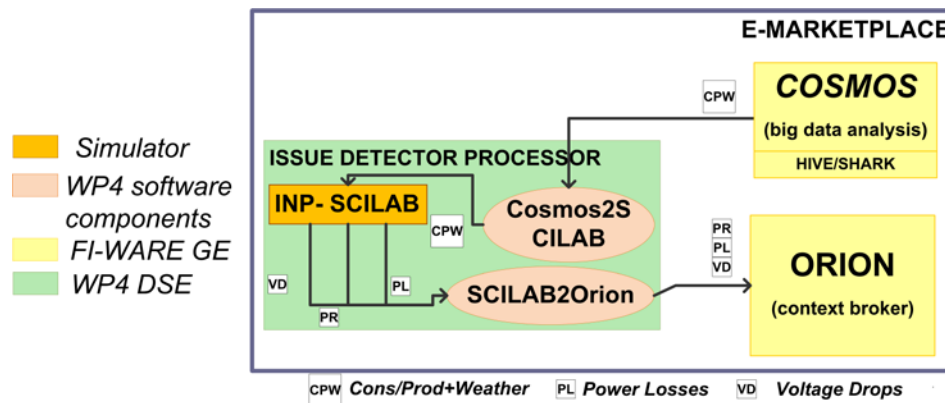 E-MARKETPLACE
COSMOS
(big data analysis)
HIVE/SHARK
CPW
Simulator
WP4 software
components
FI-WARE GE
WP4 DSE
ISSUE DETECTOR PROCESSOR
INP- SCILAB
CPW
Cosmos2S
CILAB
VD
PL
PR
SCILAB2Orion
PR
PL
VD
ORION
(context broker)
CPW Cons/Prod+Weather PL Power Losses VD Voltage Drops